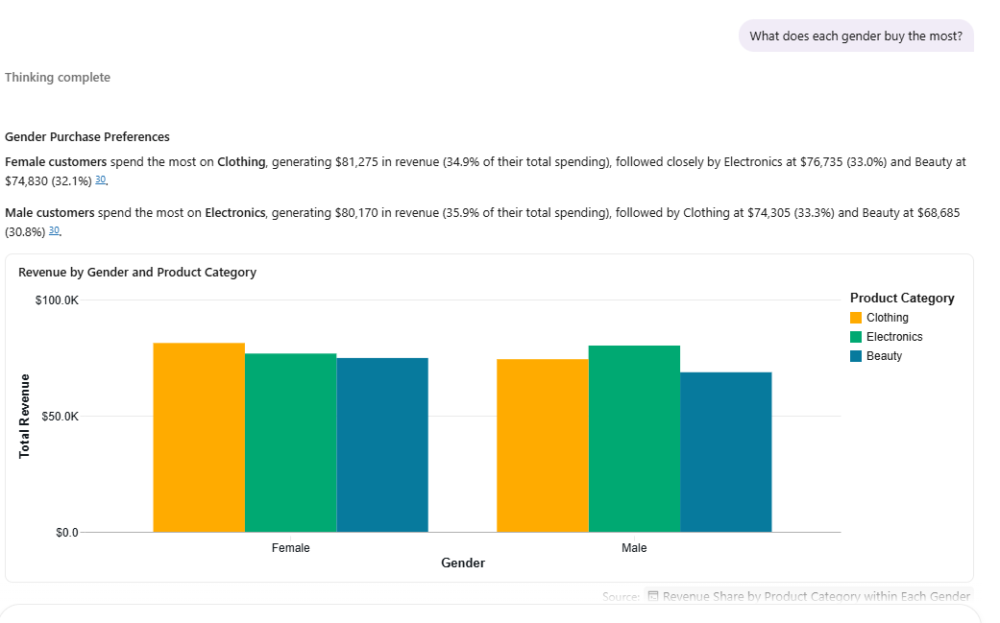 What does each gender buy the most?
Thinking complete
Gender Purchase Preferences
Female customers spend the most on Clothing, generating $81,275 in revenue (34.9% of their total spending), followed closely by Electronics at $76,735 (33.0%) and Beauty at
$74,830 (32.1%) 30.
Male customers spend the most on Electronics, generating $80,170 in revenue (35.9% of their total spending), followed by Clothing at $74,305 (33.3%) and Beauty at $68,685
(30.8%) 30.
Revenue by Gender and Product Category
$100.0K
$50.0K
$0.0
Total Revenue
Female
Male
Gender
Product Category
Clothing
Electronics
Beauty
Source: Revenue Share by Product Category within Each Gender